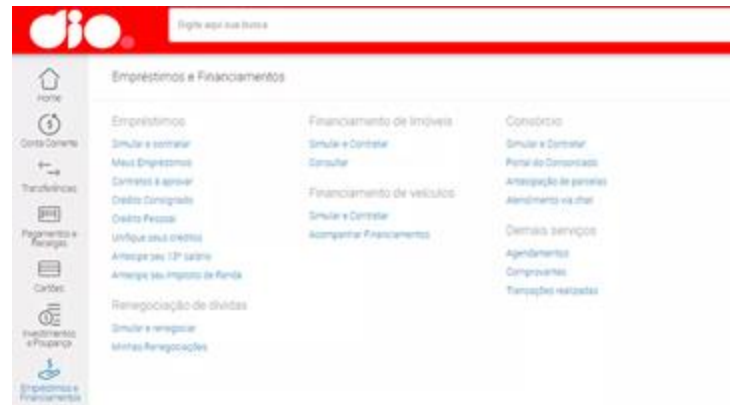 dio.
Digite aqui sua busca
Home
Conta Corrente
Transferências
Pagamentos e
Recargas
Cartões
Investimentos
e Poupança
Empréstimos e
Financiamentos
Empréstimos e Financiamentos
Empréstimos
Simular e contratar
Meus Empréstimos
Contratos a aprovar
Crédito Consignado
Crédito Pessoal
Unifique seus créditos
Antecipe seu 13º salário
Antecipe seu Imposto de Renda
Renegociação de dívidas
Simular e renegociar
Minhas Renegociações
Financiamento de Imóveis
Simular e Contratar
Consultar
Financiamento de veículos
Simular e Contratar
Acompanhar Financiamentos
Consórcio
Simular e Contratar
Portal do Consorciado
Antecipação de parcelas
Atendimento via chat
Demais serviços
Agendamentos
Comprovantes
Transações realizadas